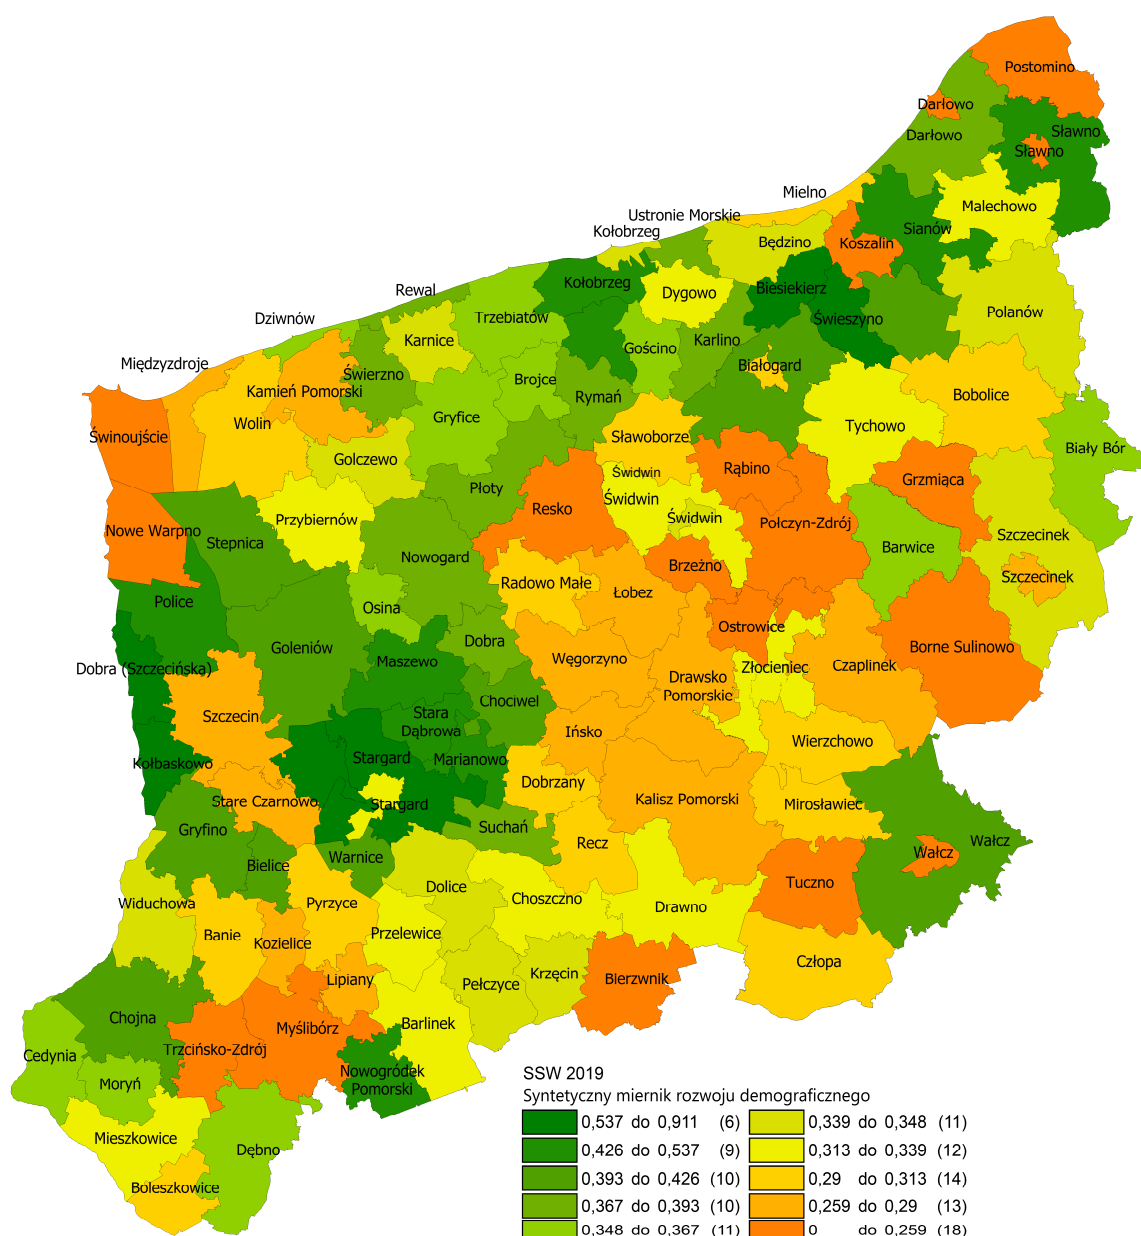 Postomino
Darłowo
Darłowo
Sławno
Sławno
Mielno
Malechowo
Ustronie Morskie
Sianów
Kołobrzeg
Będzino
Koszalin
Kołobrzeg
Rewal
Dygowo
Biesiekierz
Dziwnów
Trzebiatów
Świeszyno
Polanów
Karnice
Gościno
Karlino
Międzyzdroje
Białogard
Świerzno
Brojce
Kamień Pomorski
Rymań
Bobolice
Wolin
Gryfice
Tychowo
Świnoujście
Sławoborze
Biały Bór
Golczewo
Świdwin
Rąbino
Grzmiąca
Płoty
Świdwin
Resko
Przybiernów
Świdwin
Połczyn-Zdrój
Nowe Warpno
Stepnica
Szczecinek
Barwice
Nowogard
Brzeżno
Szczecinek
Radowo Małe
Łobez
Police
Osina
Ostrowice
Dobra
Goleniów
Borne Sulinowo
Maszewo
Węgorzyno
Dobra (Szczecińska)
Złocieniec
Czaplinek
Drawsko
Pomorskie
Chociwel
Szczecin
Stara
Dąbrowa
Ińsko
Wierzchowo
Stargard
Marianowo
Kołbaskowo
Dobrzany
Stare Czarnowo
Stargard
Kalisz Pomorski
Mirosławiec
Gryfino
Suchań
Recz
Wałcz
Wałcz
Bielice
Warnice
Tuczno
Dolice
Widuchowa
Pyrzyce
Choszczno
Drawno
Banie
Kozielice
Przelewice
Człopa
Lipiany
Pełczyce
Krzęcin
Bierzwnik
Chojna
Myślibórz
Barlinek
Cedynia
Trzcińsko-Zdrój
Moryń
Nowogródek
Pomorski
Mieszkowice
Dębno
Boleszkowice
SSW 2019
Syntetyczny miernik rozwoju demograficznego
0,537 do 0,911 (6)
0,426 do 0,537 (9)
0,393 do 0,426 (10)
0,367 do 0,393 (10)
0,348 do 0,367 (11)
0,339 do 0,348 (11)
0,313 do 0,339 (12)
0,29 do 0,313 (14)
0,259 do 0,29 (13)
0 do 0,259 (18)